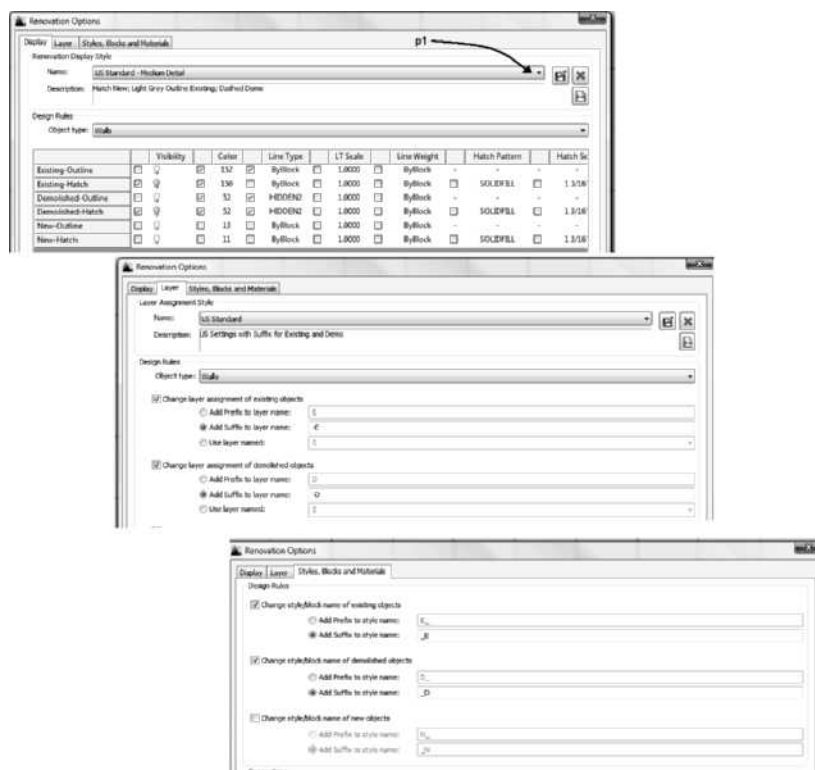 Renovation Options
Display Layer Styles, Blocks and Materials
p1
Renovation Display Style
Name: US Standard - Medium Detail
Description: Hatch New; Light Grey Outline Existing; Dashed Demo
Design Rules
Object type: Walls
Visibility Color Line Type LT Scale Line Weight Hatch Pattern Hatch Sc
Existing-Outline 152 ByBlock 1.0000 ByBlock - -
Existing-Hatch ByBlock 1.0000 ByBlock SOLIDFILL 1 3/16
Demolished-Outline 52 HIDDEN2 1.0000 ByBlock - -
Demolished-Hatch 52 HIDDEN2 1.0000 ByBlock SOLIDFILL 1 3/16
New-Outline 13 ByBlock 1.0000 ByBlock - -
New-Hatch 11 ByBlock 1.0000 ByBlock SOLIDFILL 1 3/16
Renovation Options
Display Layer Styles, Blocks and Materials
Layer Assignment Style
Name: US Standard
Description: US Settings with Suffix for Existing and Demo
Design Rules
Object type: Walls
Change layer assignment of existing objects
Add Prefix to layer name:
Add Suffix to layer name:
Use layer named:
Change layer assignment of demolished objects
Add Prefix to layer name: D
Add Suffix to layer name: -D
Use layer named:
Renovation Options
Display Layer Styles, Blocks and Materials
Design Rules
Change style/block name of existing objects
Add Prefix to style name: E_
Add Suffix to style name: _E
Change style/block name of demolished objects
Add Prefix to style name: D_
Add Suffix to style name: _D
Change style/block name of new objects
Add Prefix to style name: N_
Add Suffix to style name: _N